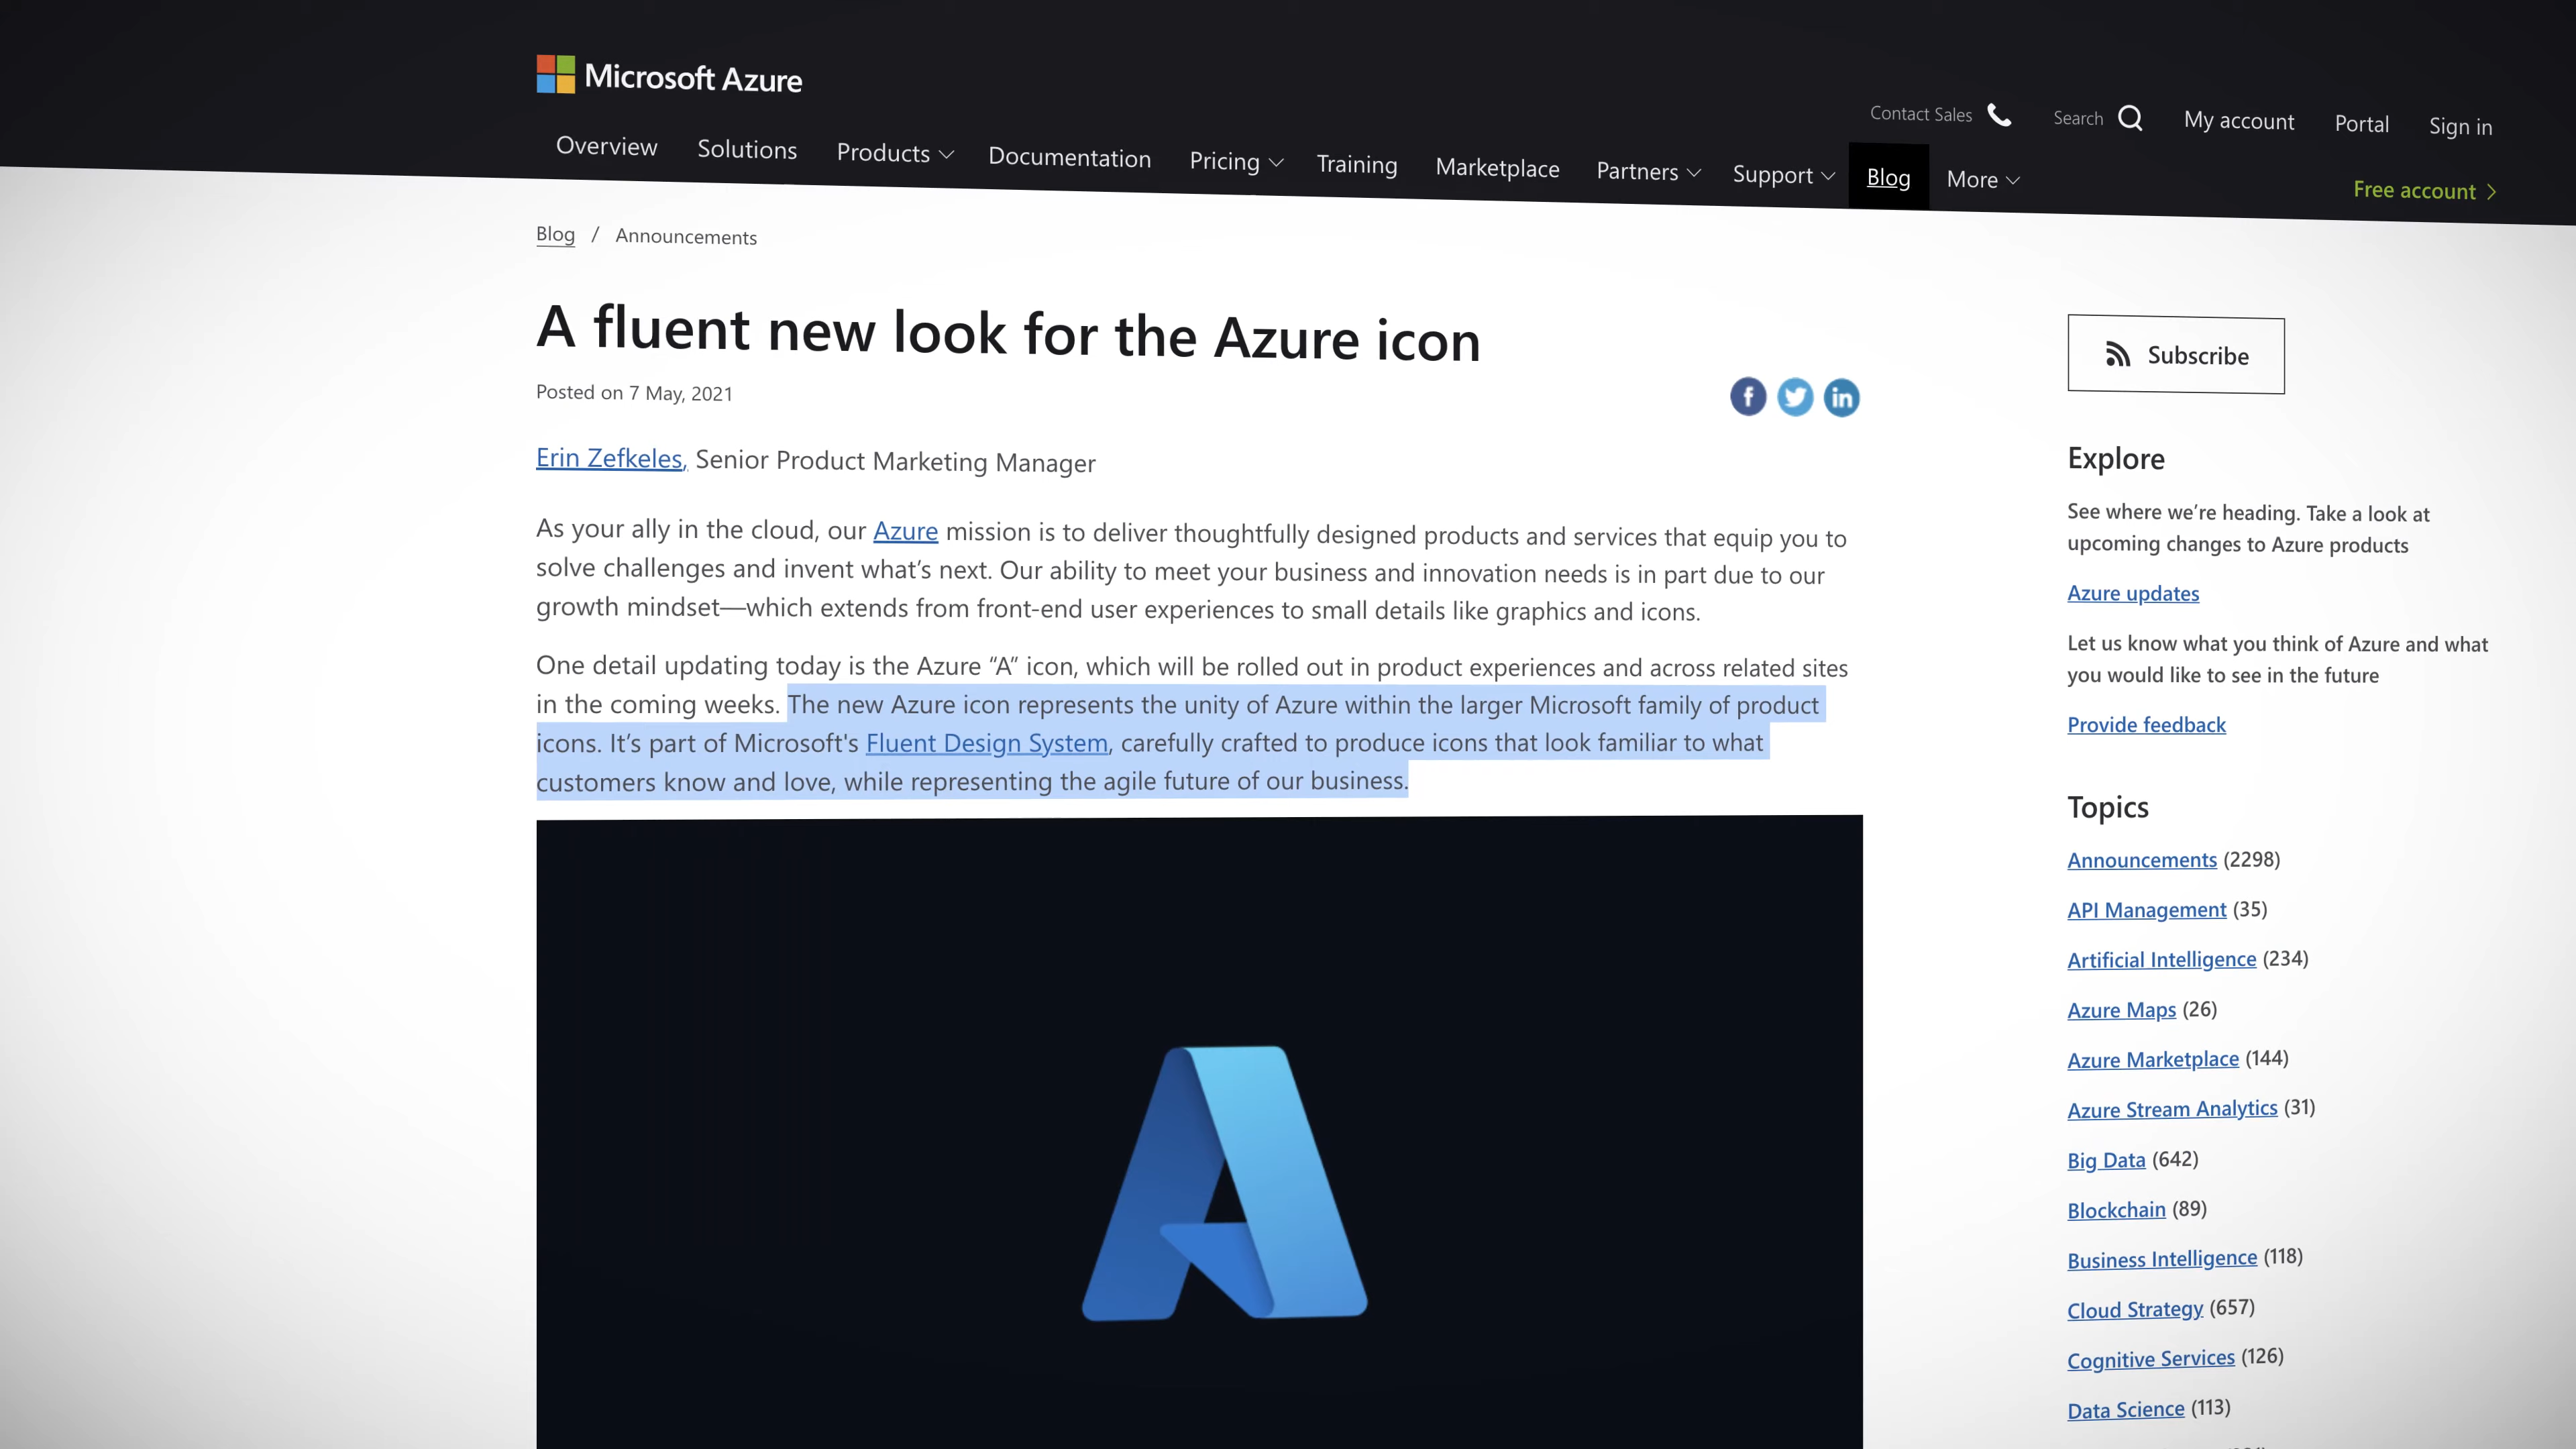 Microsoft Azure
Contact Sales
Search
My account
Portal
Sign in
Overview
Solutions
Products
Documentation
Pricing
Training
Marketplace
Partners
Support
Blog
More
Free account
Blog / Announcements
A fluent new look for the Azure icon
Posted on 7 May, 2021
Erin Zefkeles, Senior Product Marketing Manager
As your ally in the cloud, our Azure mission is to deliver thoughtfully designed products and services that equip you to
solve challenges and invent what’s next. Our ability to meet your business and innovation needs is in part due to our
growth mindset—which extends from front-end user experiences to small details like graphics and icons.
One detail updating today is the Azure “A” icon, which will be rolled out in product experiences and across related sites
in the coming weeks. The new Azure icon represents the unity of Azure within the larger Microsoft family of product
icons. It’s part of Microsoft's Fluent Design System, carefully crafted to produce icons that look familiar to what
customers know and love, while representing the agile future of our business.
Subscribe
Explore
See where we’re heading. Take a look at
upcoming changes to Azure products
Azure updates
Let us know what you think of Azure and what
you would like to see in the future
Provide feedback
Topics
Announcements (2298)
API Management (35)
Artificial Intelligence (234)
Azure Maps (26)
Azure Marketplace (144)
Azure Stream Analytics (31)
Big Data (642)
Blockchain (89)
Business Intelligence (118)
Cloud Strategy (657)
Cognitive Services (126)
Data Science (113)